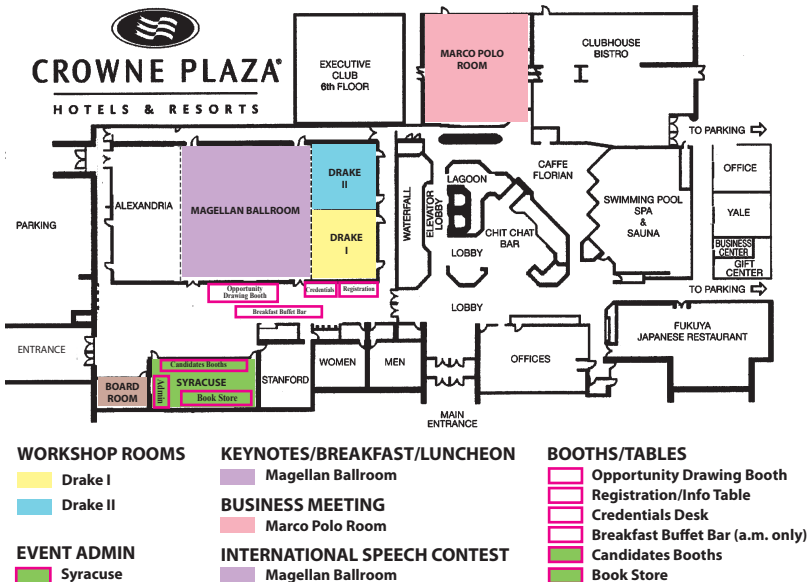 CROWNE PLAZA®
HOTELS & RESORTS
EXECUTIVE
CLUB
6th FLOOR
MARCO POLO
ROOM
CLUBHOUSE
BISTRO
TO PARKING
PARKING
ALEXANDRIA
MAGELLAN BALLROOM
DRAKE
II
DRAKE
I
WATERFALL
ELEVATOR
LOBBY
LAGOON
CHIT CHAT
BAR
LOBBY
LOBBY
CAFFE
FLORIAN
SWIMMING POOL
SPA
&
SAUNA
OFFICE
YALE
BUSINESS
CENTER
GIFT
CENTER
TO PARKING
Opportunity
Drawing Booth
Credentials
Registration
Breakfast Buffet Bar
ENTRANCE
BOARD
ROOM
Candidates Booths
Admin
SYRACUSE
Book Store
STANFORD
WOMEN
MEN
OFFICES
FUKUYA
JAPANESE RESTAURANT
MAIN
ENTRANCE
WORKSHOP ROOMS
Drake I
Drake II
EVENT ADMIN
Syracuse
KEYNOTES/BREAKFAST/LUNCHEON
Magellan Ballroom
BUSINESS MEETING
Marco Polo Room
INTERNATIONAL SPEECH CONTEST
Magellan Ballroom
BOOTHS/TABLES
Opportunity Drawing Booth
Registration/Info Table
Credentials Desk
Breakfast Buffet Bar (a.m. only)
Candidates Booths
Book Store